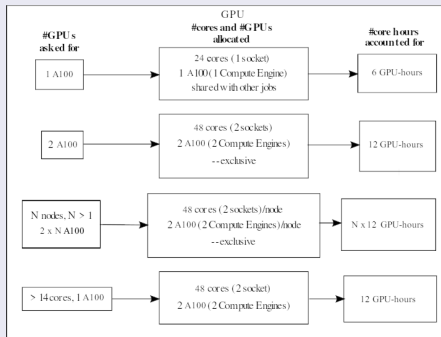 GPU
#GPUs
asked for
#cores and #GPUs
allocated
#core hours
accounted for
1 A100
24 cores (1 socket)
1 A100 (1 Compute Engine)
shared with other jobs
6 GPU-hours
2 A100
48 cores (2 sockets)
2 A100 (2 Compute Engines)
--exclusive
12 GPU-hours
N nodes, N > 1
2 x N A100
48 cores (2 sockets)/node
2 A100 (2 Compute Engines)/node
--exclusive
N x 12 GPU-hours
> 14 cores, 1 A100
48 cores (2 socket)
2 A100 (2 Compute Engines)
12 GPU-hours